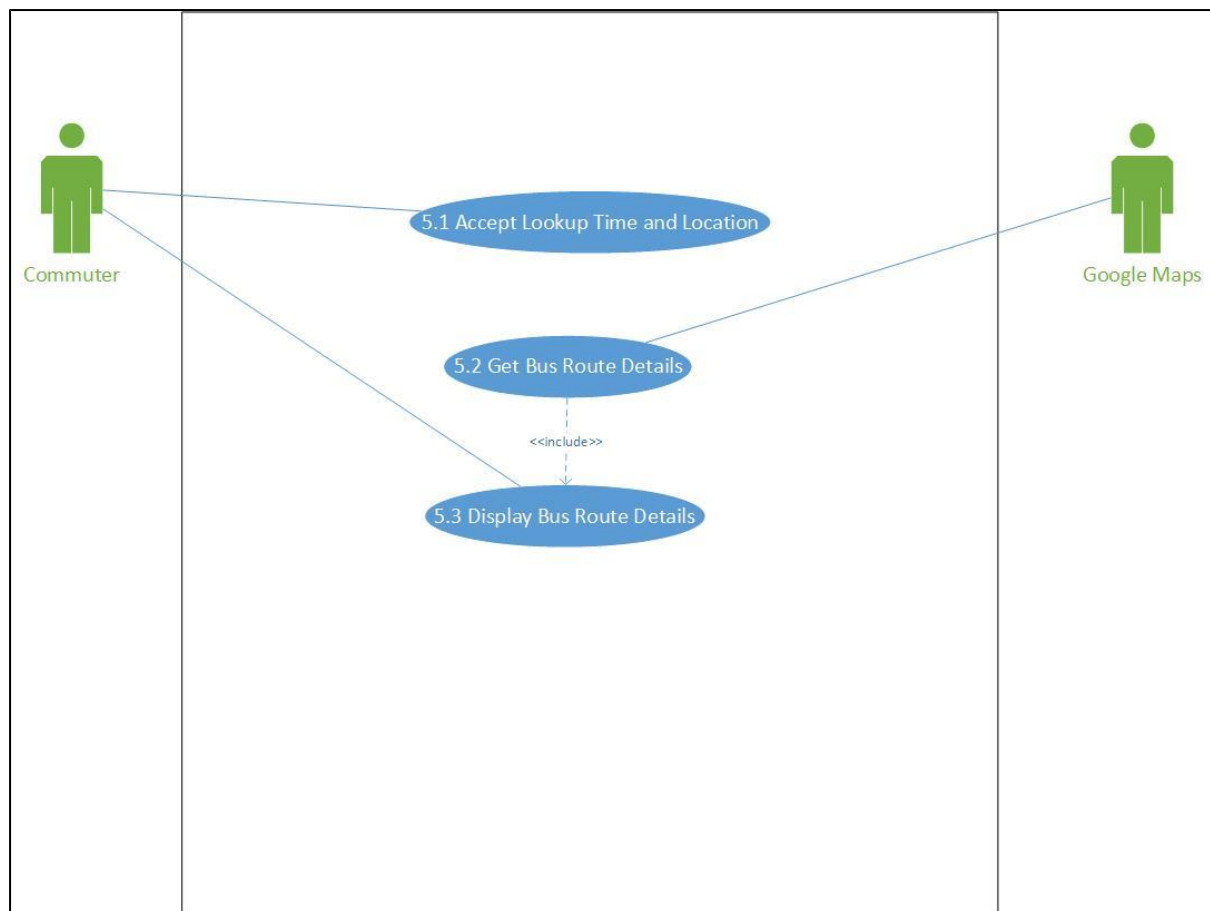 5.1 Accept Lookup Time and Location
Commuter
Google Maps
5.2 Get Bus Route Details
<<include>>
5.3 Display Bus Route Details